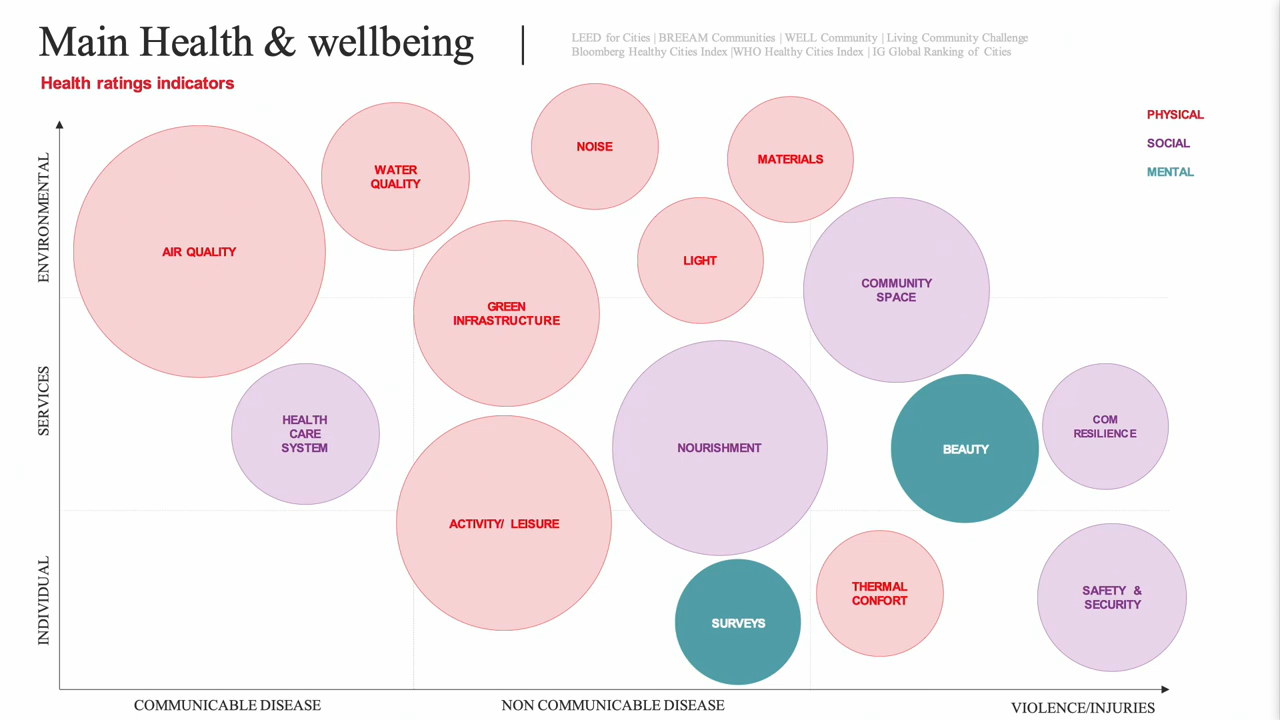 Main Health & wellbeing
LEED for Cities | BREEAM Communities | WELL Community | Living Community Challenge
Bloomberg Healthy Cities Index |WHO Healthy Cities Index | IG Global Ranking of Cities
Health ratings indicators
PHYSICAL
SOCIAL
MENTAL
ENVIRONMENTAL
SERVICES
INDIVIDUAL
AIR QUALITY
WATER
QUALITY
NOISE
MATERIALS
LIGHT
GREEN
INFRASTRUCTURE
COMMUNITY
SPACE
HEALTH
CARE
SYSTEM
NOURISHMENT
BEAUTY
COM
RESILIENCE
ACTIVITY/ LEISURE
SURVEYS
THERMAL
CONFORT
SAFETY &
SECURITY
COMMUNICABLE DISEASE
NON COMMUNICABLE DISEASE
VIOLENCE/INJURIES